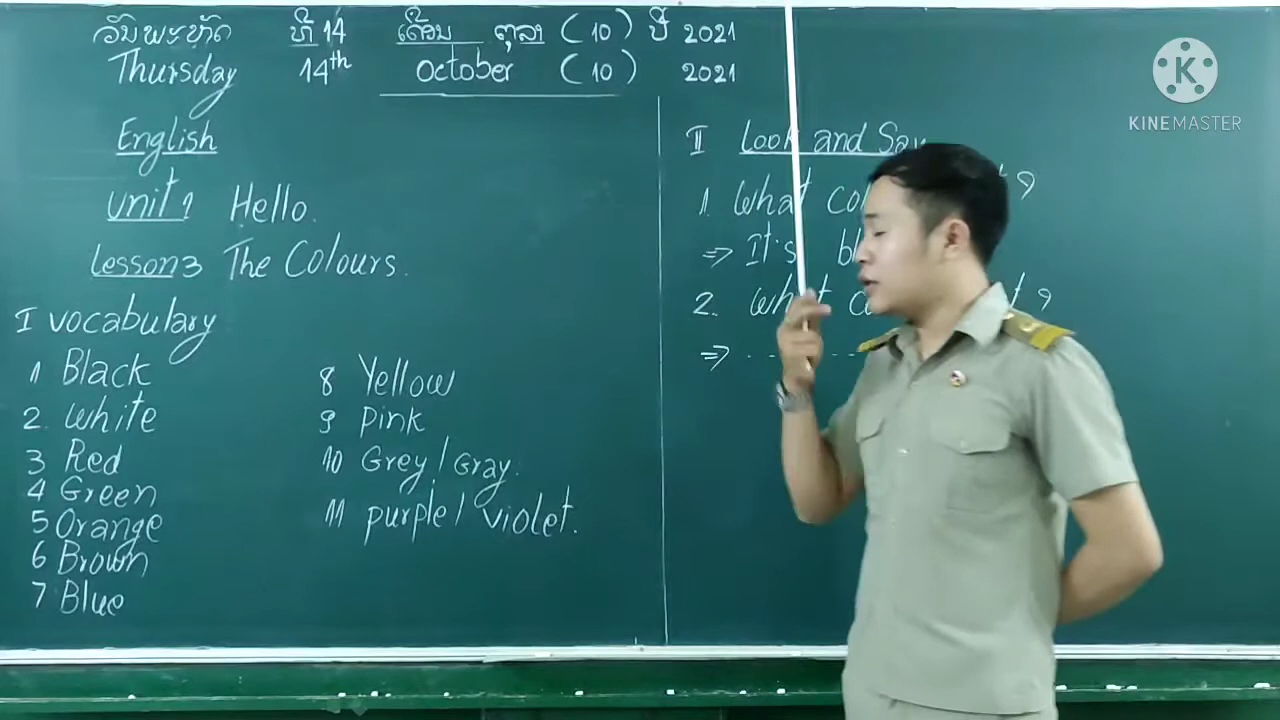 ວັນພະຫັດ ທີ 14 ເດືອນ ຕຸລາ (10) ປີ 2021
Thursday 14th October (10) 2021
English
Unit 1 Hello.
Lesson 3 The Colours.
I vocabulary
1 Black
2. White
3 Red
4 Green
5 Orange
6 Brown
7 Blue
8 Yellow
9 Pink
10 Grey / Gray.
11 purple / violet.
II Look and Say
1. What
⇒ It's
2. What
⇒
KINEMASTER